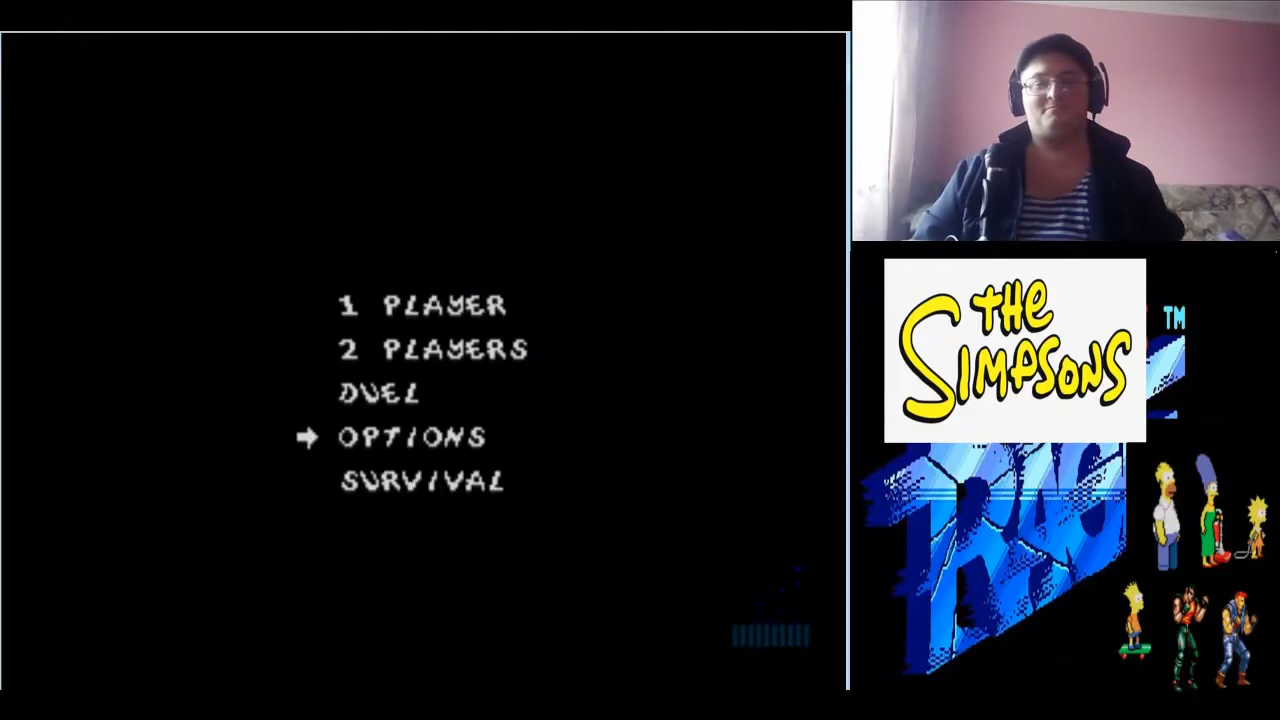 1 PLAYER
2 PLAYERS
DUEL
OPTIONS
SURVIVAL
THE
SIMPSONS
TM